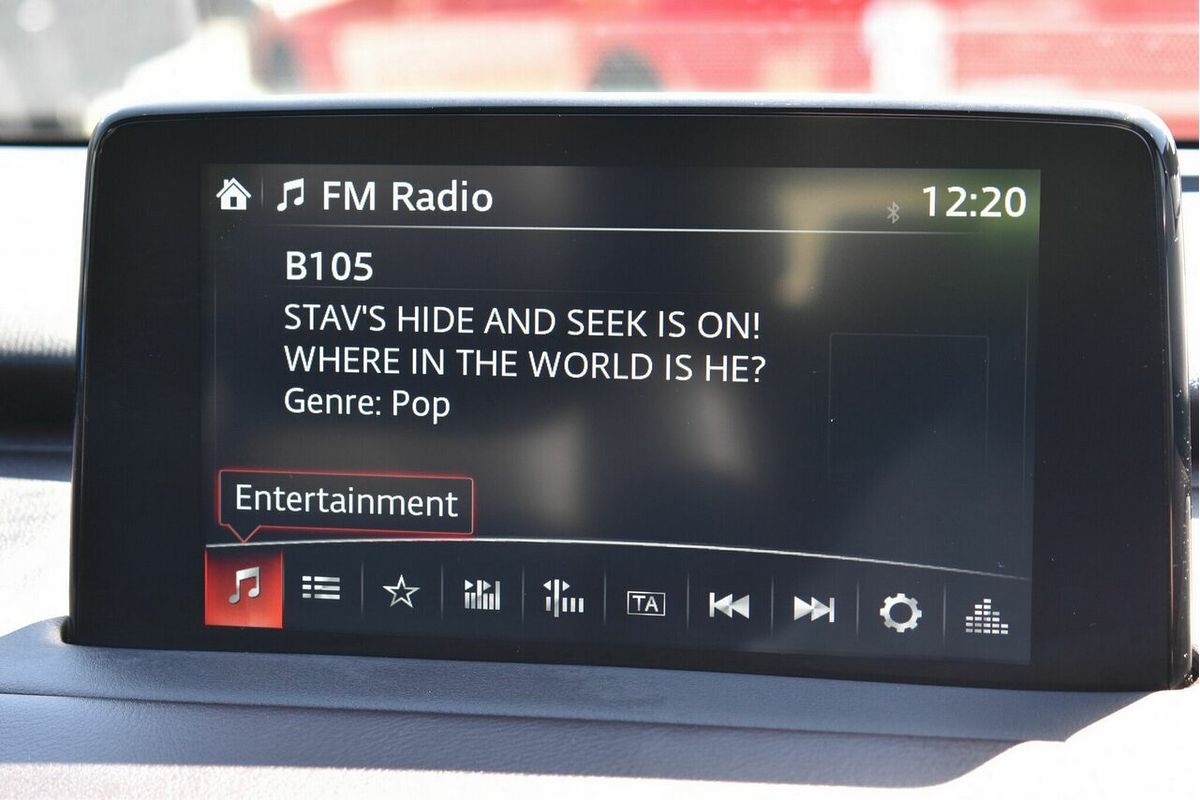 FM Radio
12:20
B105
STAV'S HIDE AND SEEK IS ON!
WHERE IN THE WORLD IS HE?
Genre: Pop
Entertainment
TA